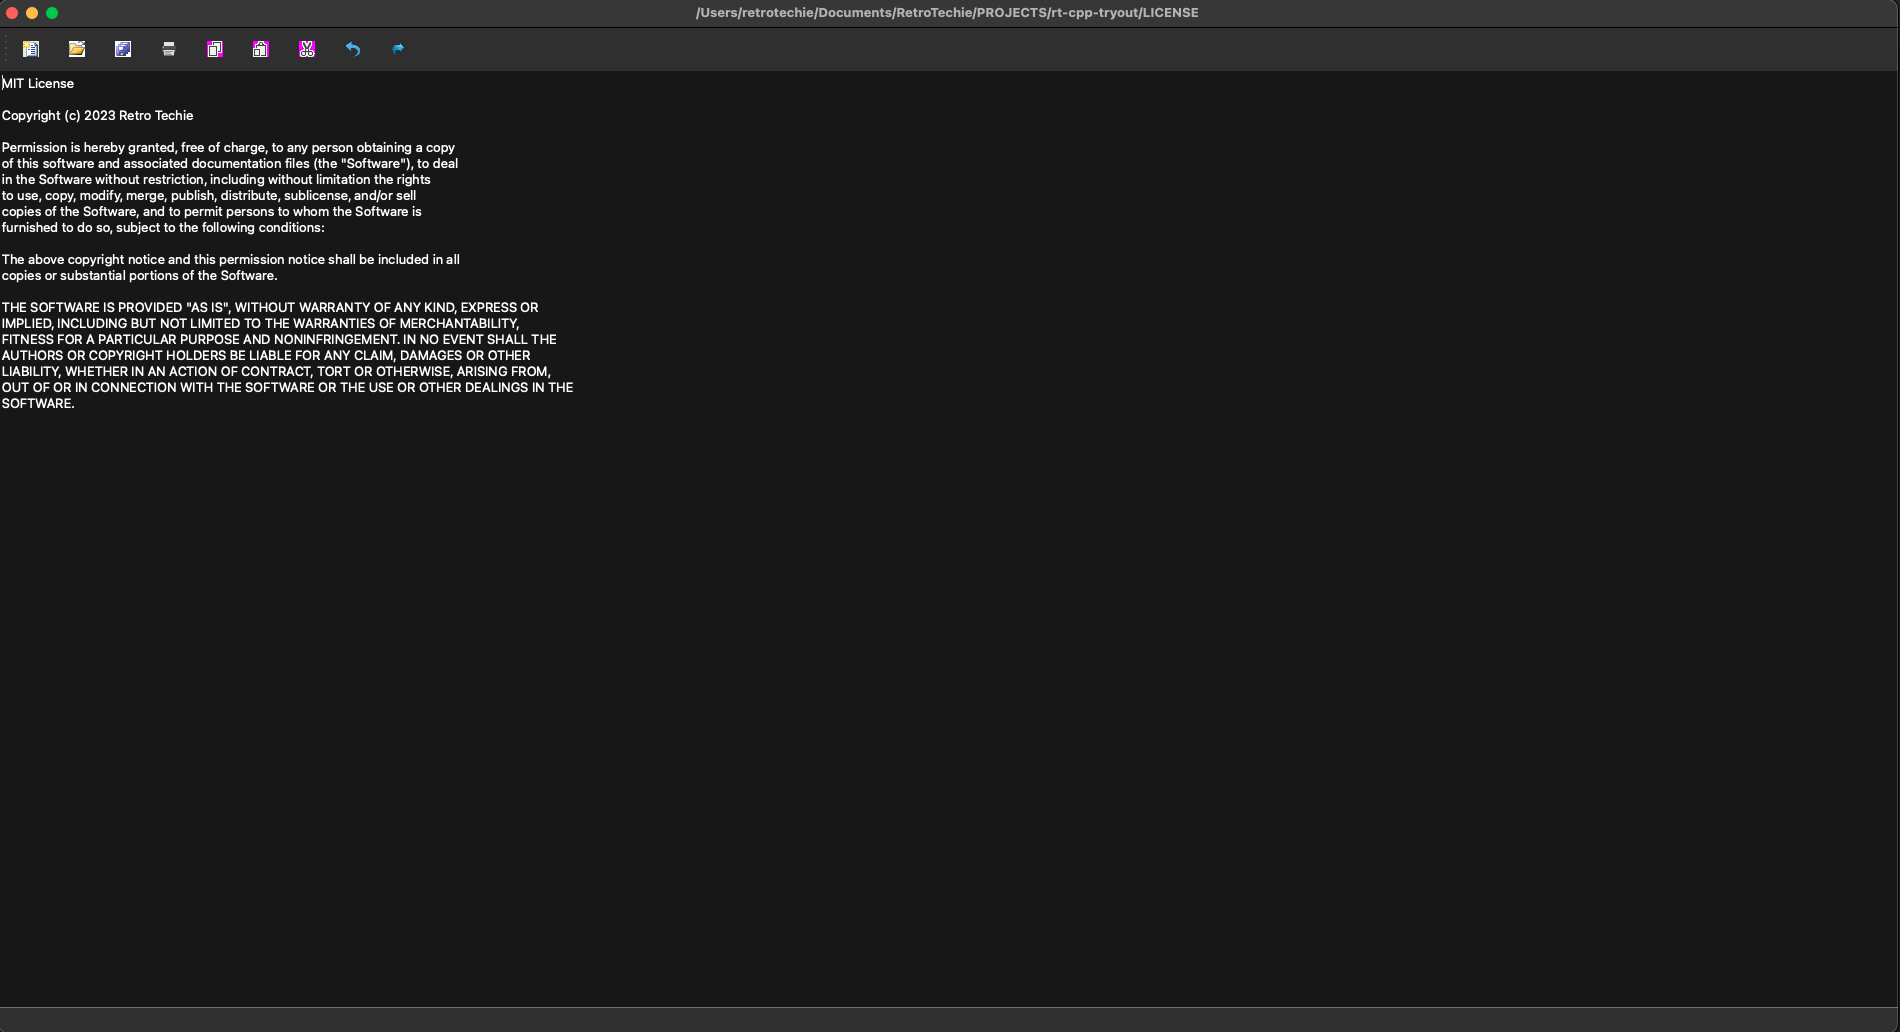 /Users/retrotechie/Documents/RetroTechie/PROJECTS/rt-cpp-tryout/LICENSE
MIT License
Copyright (c) 2023 Retro Techie
Permission is hereby granted, free of charge, to any person obtaining a copy
of this software and associated documentation files (the "Software"), to deal
in the Software without restriction, including without limitation the rights
to use, copy, modify, merge, publish, distribute, sublicense, and/or sell
copies of the Software, and to permit persons to whom the Software is
furnished to do so, subject to the following conditions:
The above copyright notice and this permission notice shall be included in all
copies or substantial portions of the Software.
THE SOFTWARE IS PROVIDED "AS IS", WITHOUT WARRANTY OF ANY KIND, EXPRESS OR
IMPLIED, INCLUDING BUT NOT LIMITED TO THE WARRANTIES OF MERCHANTABILITY,
FITNESS FOR A PARTICULAR PURPOSE AND NONINFRINGEMENT. IN NO EVENT SHALL THE
AUTHORS OR COPYRIGHT HOLDERS BE LIABLE FOR ANY CLAIM, DAMAGES OR OTHER
LIABILITY, WHETHER IN AN ACTION OF CONTRACT, TORT OR OTHERWISE, ARISING FROM,
OUT OF OR IN CONNECTION WITH THE SOFTWARE OR THE USE OR OTHER DEALINGS IN THE
SOFTWARE.